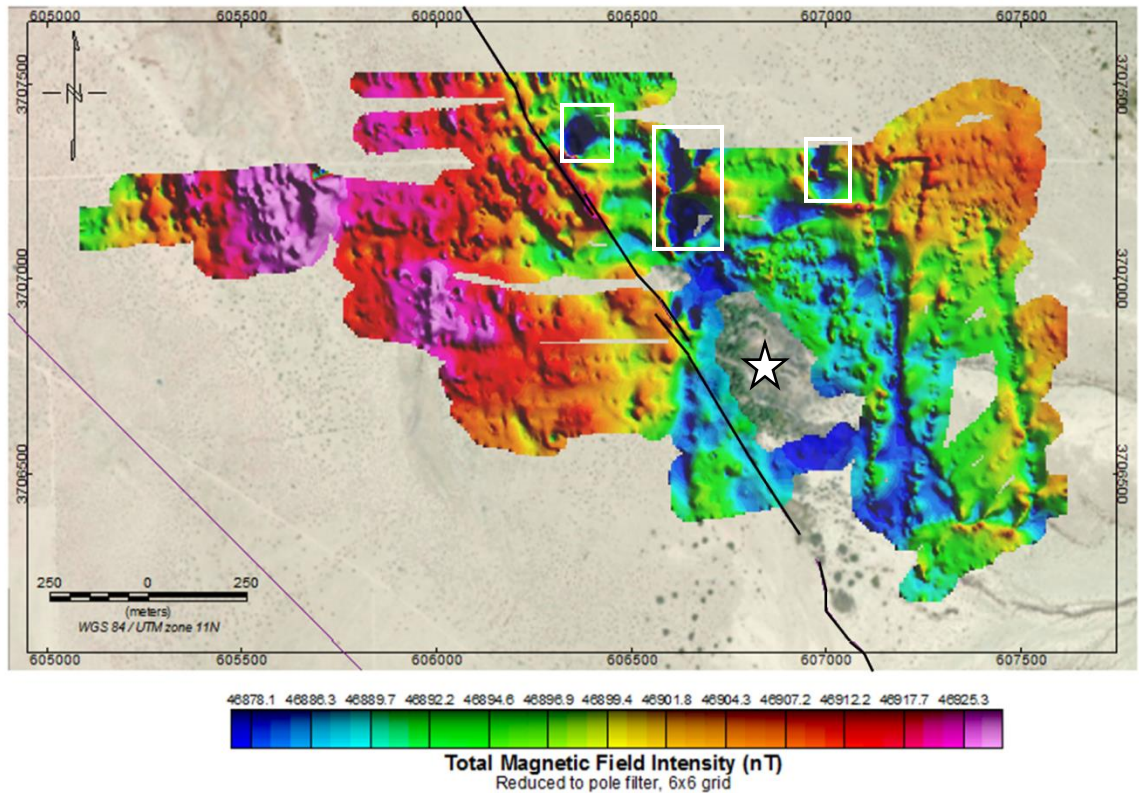 605000 605500 606000 606500 607000 607500
3707500 3707500
N
3707000 3707000
3706500 3706500
250 0 250
(meters)
WGS 84 / UTM zone 11N
605000 605500 606000 606500 607000 607500
46878.1 46886.3 46889.7 46892.2 46894.6 46896.9 46899.4 46901.8 46904.3 46907.2 46912.2 46917.7 46925.3
Total Magnetic Field Intensity (nT)
Reduced to pole filter, 6x6 grid